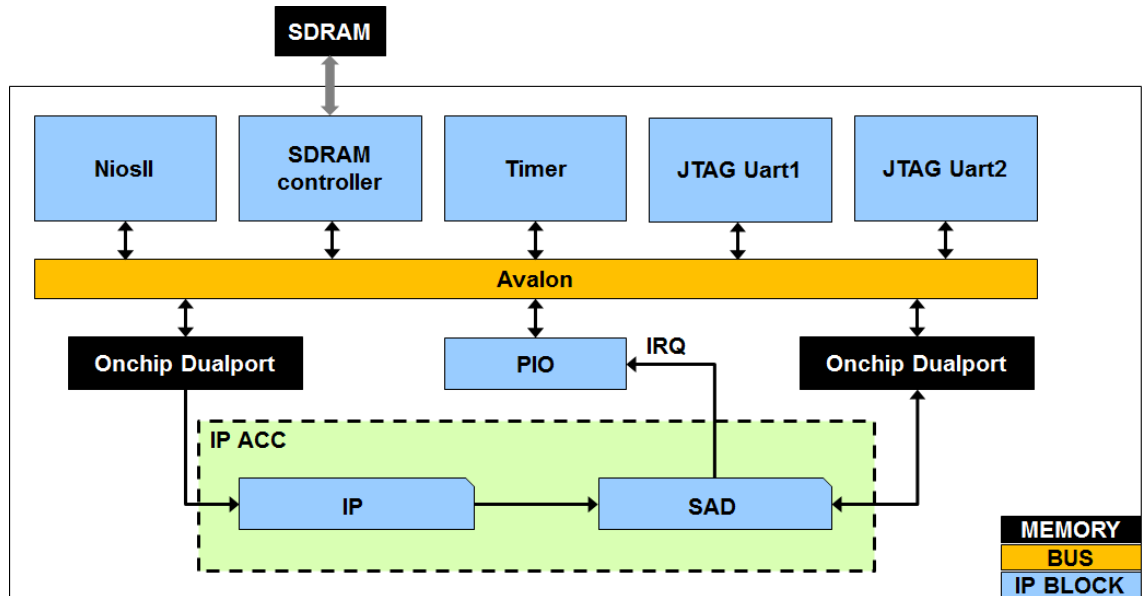 SDRAM
NiosII
SDRAM
controller
Timer
JTAG Uart1
JTAG Uart2
Avalon
Onchip Dualport
PIO
IRQ
Onchip Dualport
IP ACC
IP
SAD
MEMORY
BUS
IP BLOCK